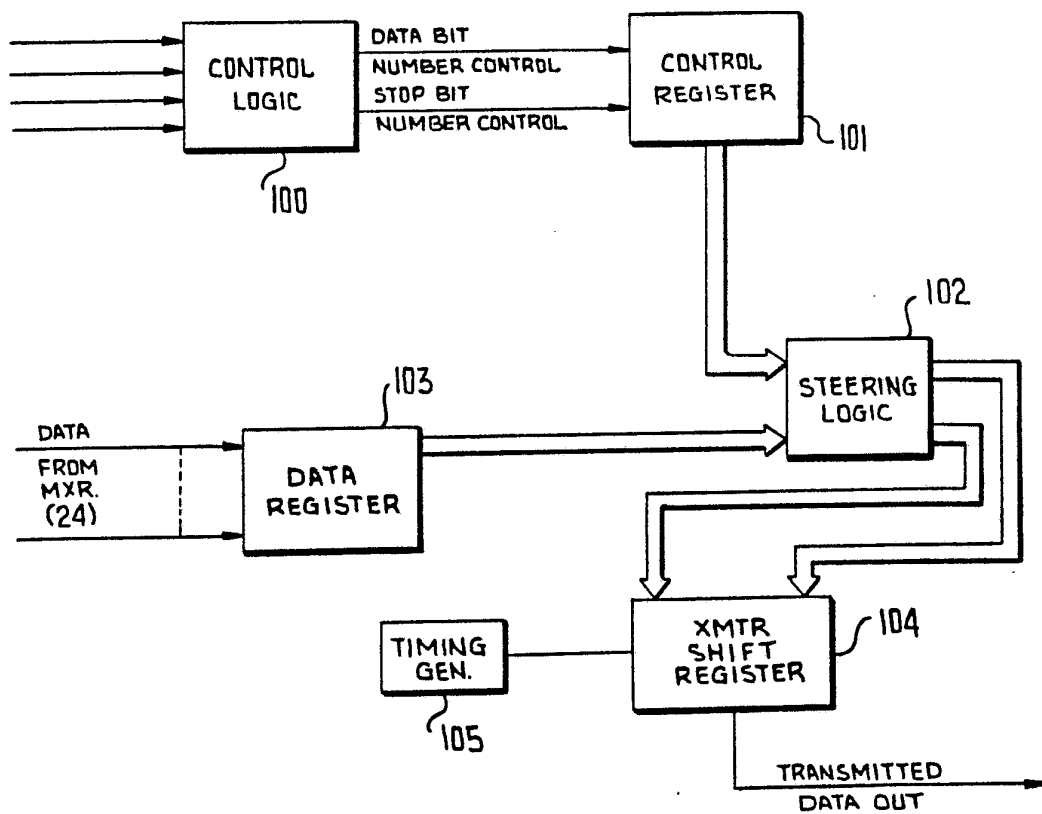 CONTROL
LOGIC
100
DATA BIT
NUMBER CONTROL
STOP BIT
NUMBER CONTROL
CONTROL
REGISTER
101
102
STEERING
LOGIC
103
DATA
FROM
MXR.
(24)
DATA
REGISTER
TIMING
GEN.
105
XMTR
SHIFT
REGISTER
104
TRANSMITTED
DATA OUT